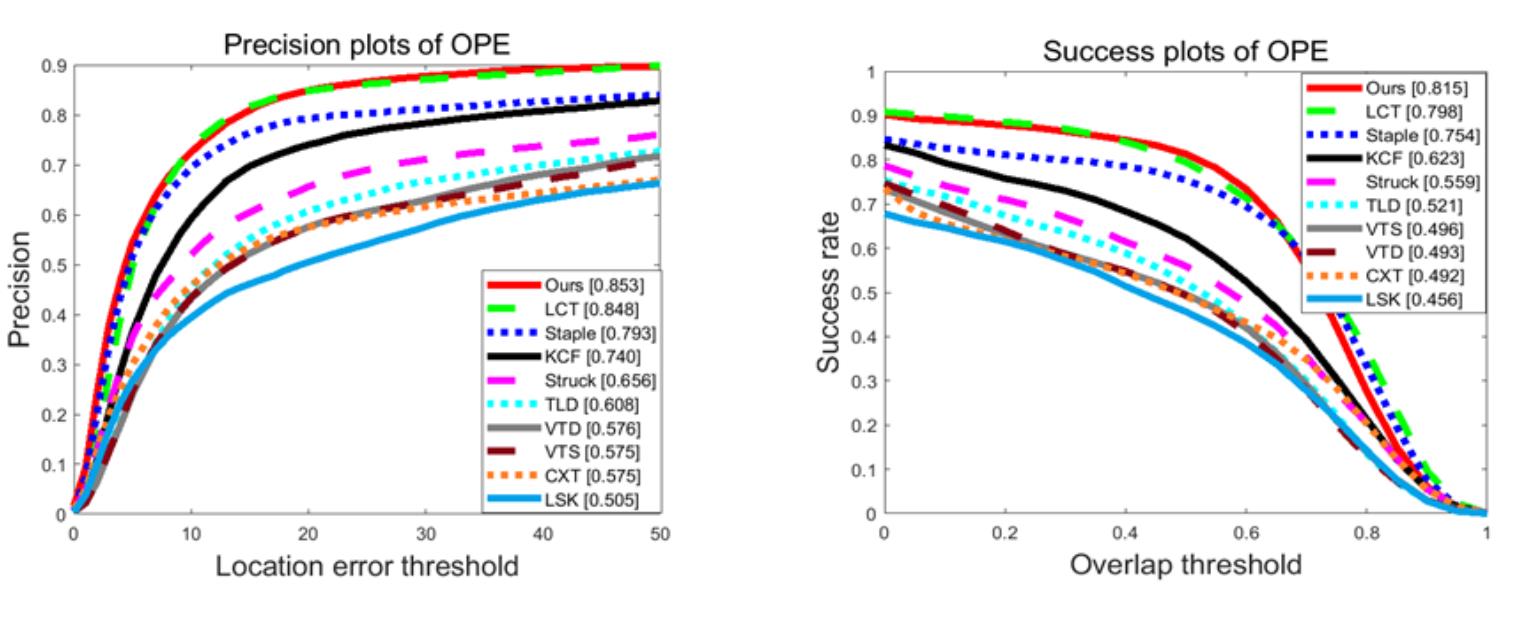 Precision plots of OPE
0.9
0.8
0.7
0.6
0.5
0.4
0.3
0.2
0.1
0
Precision
Ours [0.853]
LCT [0.848]
Staple [0.793]
KCF [0.740]
Struck [0.656]
TLD [0.608]
VTD [0.576]
VTS [0.575]
CXT [0.575]
LSK [0.505]
0 10 20 30 40 50
Location error threshold
Success plots of OPE
1
0.9
0.8
0.7
0.6
0.5
0.4
0.3
0.2
0.1
0
Success rate
Ours [0.815]
LCT [0.798]
Staple [0.754]
KCF [0.623]
Struck [0.559]
TLD [0.521]
VTS [0.496]
VTD [0.493]
CXT [0.492]
LSK [0.456]
0 0.2 0.4 0.6 0.8 1
Overlap threshold